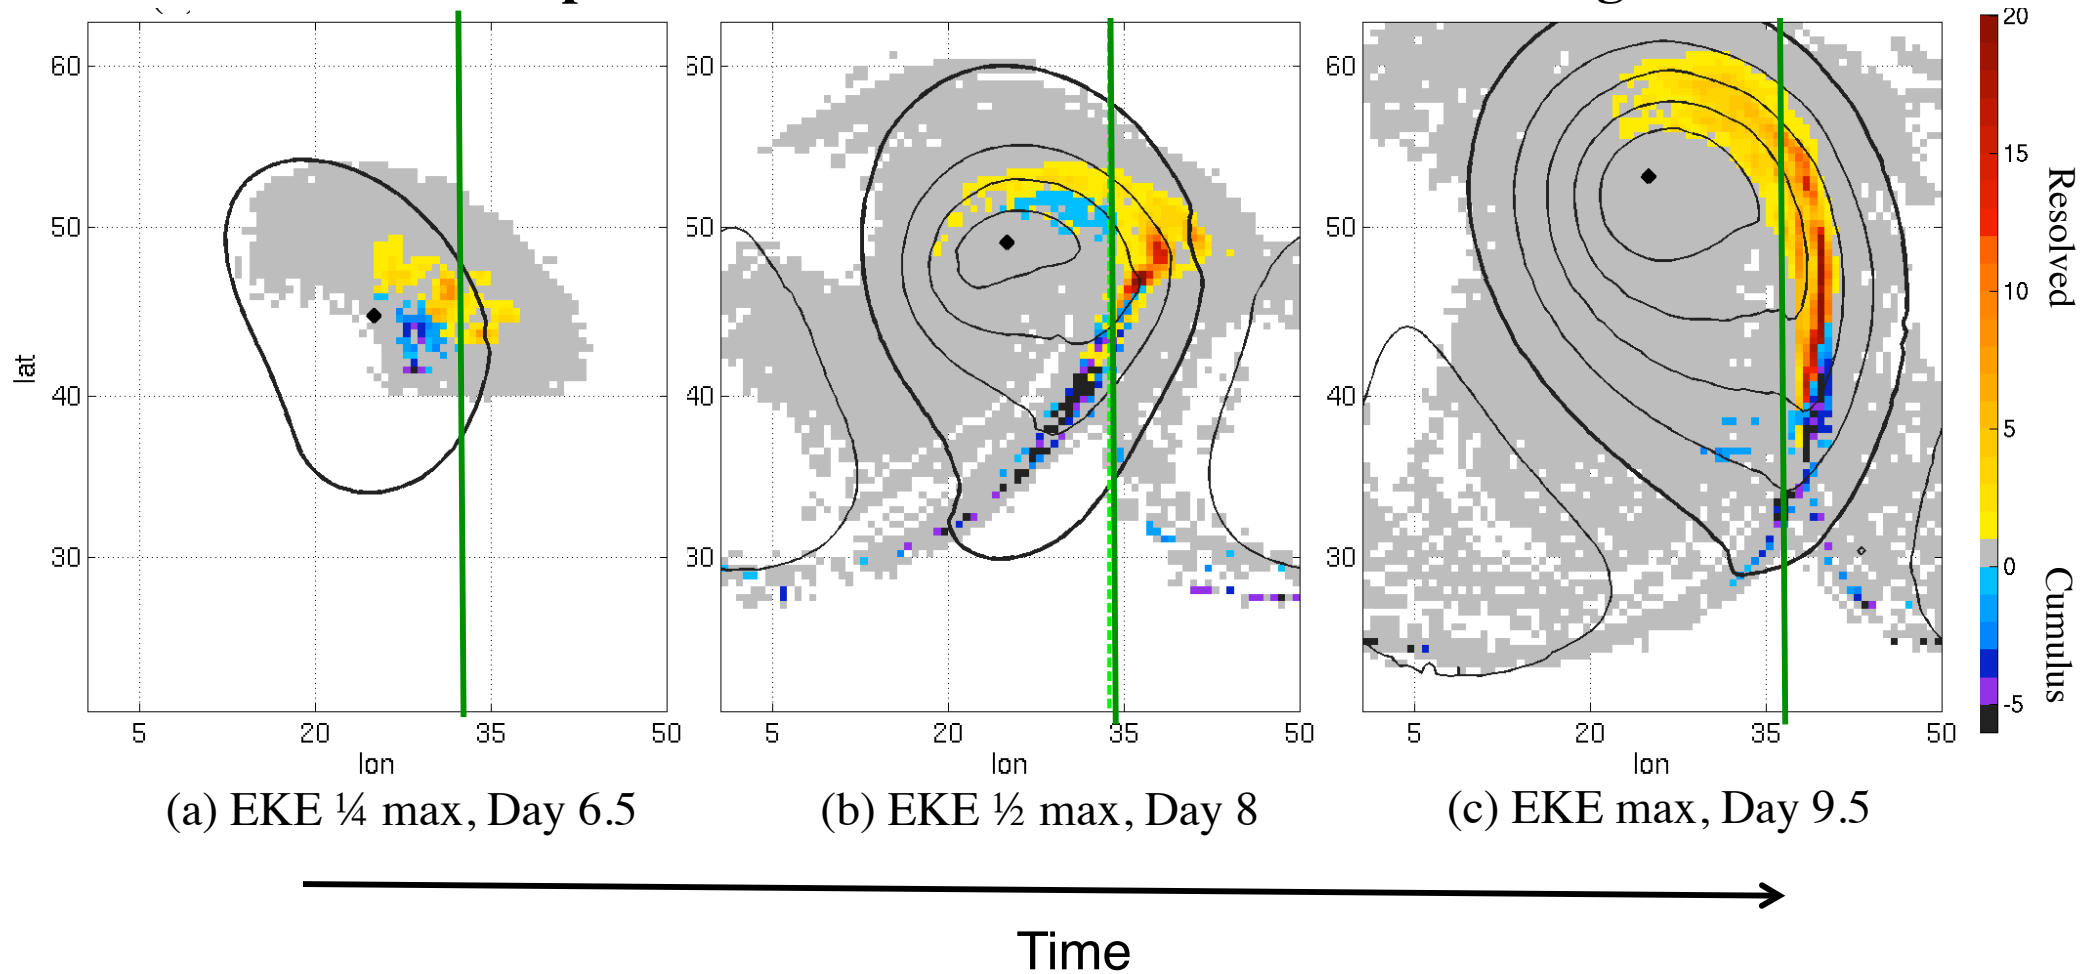 60
50
40
30
lat
5 20 35 50
lon
60
50
40
30
5 20 35 50
lon
60
50
40
30
5 20 35 50
lon
20
15
10
5
0
-5
Resolved
Cumulus
(a) EKE ¼ max, Day 6.5
(b) EKE ½ max, Day 8
(c) EKE max, Day 9.5
Time